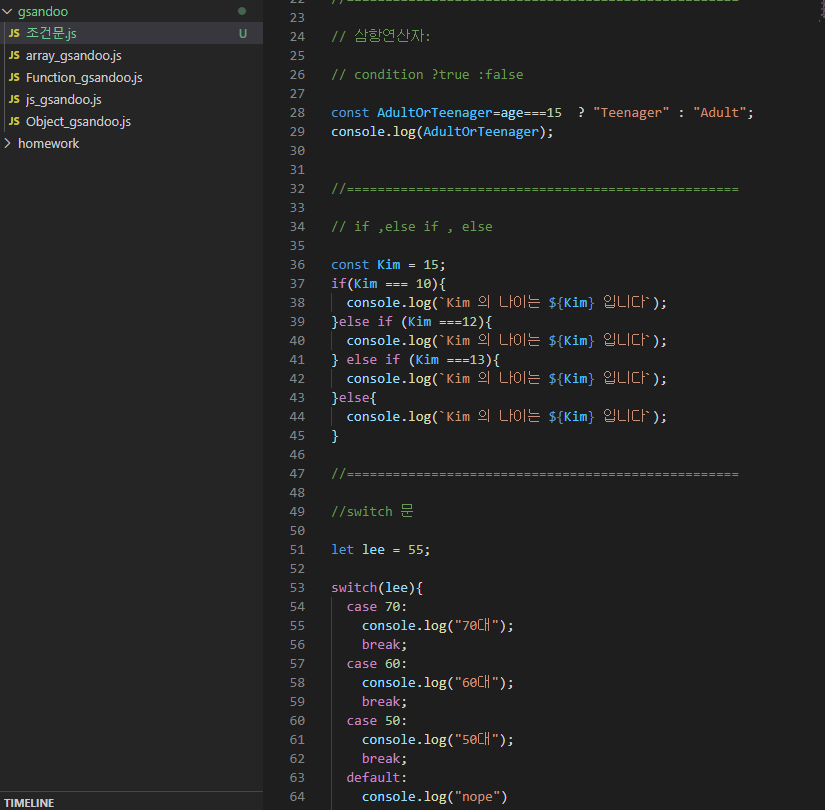 gsandoo
JS 조건문.js U
JS array_gsandoo.js
JS Function_gsandoo.js
JS js_gsandoo.js
JS Object_gsandoo.js
homework
TIMELINE
22 //===================================================
23
24 // 삼항연산자:
25
26 // condition ?true :false
27
28 const AdultOrTeenager=age===15  ? "Teenager" : "Adult";
29 console.log(AdultOrTeenager);
30
31
32 //===================================================
33
34 // if ,else if , else
35
36 const Kim = 15;
37 if(Kim === 10){
38   console.log(`Kim 의 나이는 ${Kim} 입니다`);
39 }else if (Kim ===12){
40   console.log(`Kim 의 나이는 ${Kim} 입니다`);
41 } else if (Kim ===13){
42   console.log(`Kim 의 나이는 ${Kim} 입니다`);
43 }else{
44   console.log(`Kim 의 나이는 ${Kim} 입니다`);
45 }
46
47 //===================================================
48
49 //switch 문
50
51 let lee = 55;
52
53 switch(lee){
54   case 70:
55     console.log("70대");
56     break;
57   case 60:
58     console.log("60대");
59     break;
60   case 50:
61     console.log("50대");
62     break;
63   default:
64     console.log("nope")